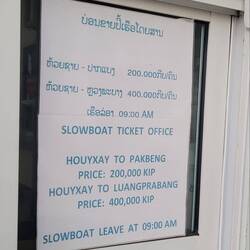 ບ່ອນຂາຍປີ້ເຮືອໂດຍສານ
ຫ້ວຍຊາຍ - ປາກແບງ 200.000ກີບ/ຄົນ
ຫ້ວຍຊາຍ - ຫຼວງພະບາງ 400.000ກີບ/ຄົນ
ເຮືອອອກ 09:00 AM
SLOWBOAT TICKET OFFICE
HOUYXAY TO PAKBENG
PRICE: 200,000 KIP
HOUYXAY TO LUANGPRABANG
PRICE: 400,000 KIP
SLOWBOAT LEAVE AT 09:00 AM